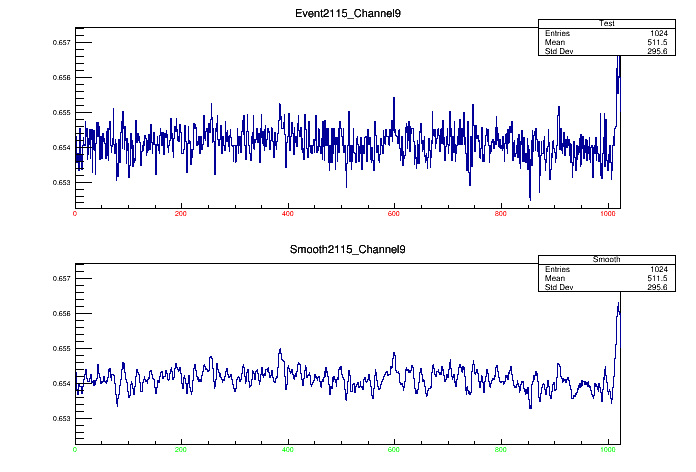 Event2115_Channel9
Test
Entries 1024
Mean 511.5
Std Dev 295.6
0.657
0.656
0.655
0.654
0.653
0 200 400 600 800 1000
Smooth2115_Channel9
Smooth
Entries 1024
Mean 511.5
Std Dev 295.6
0.657
0.656
0.655
0.654
0.653
0 200 400 600 800 1000